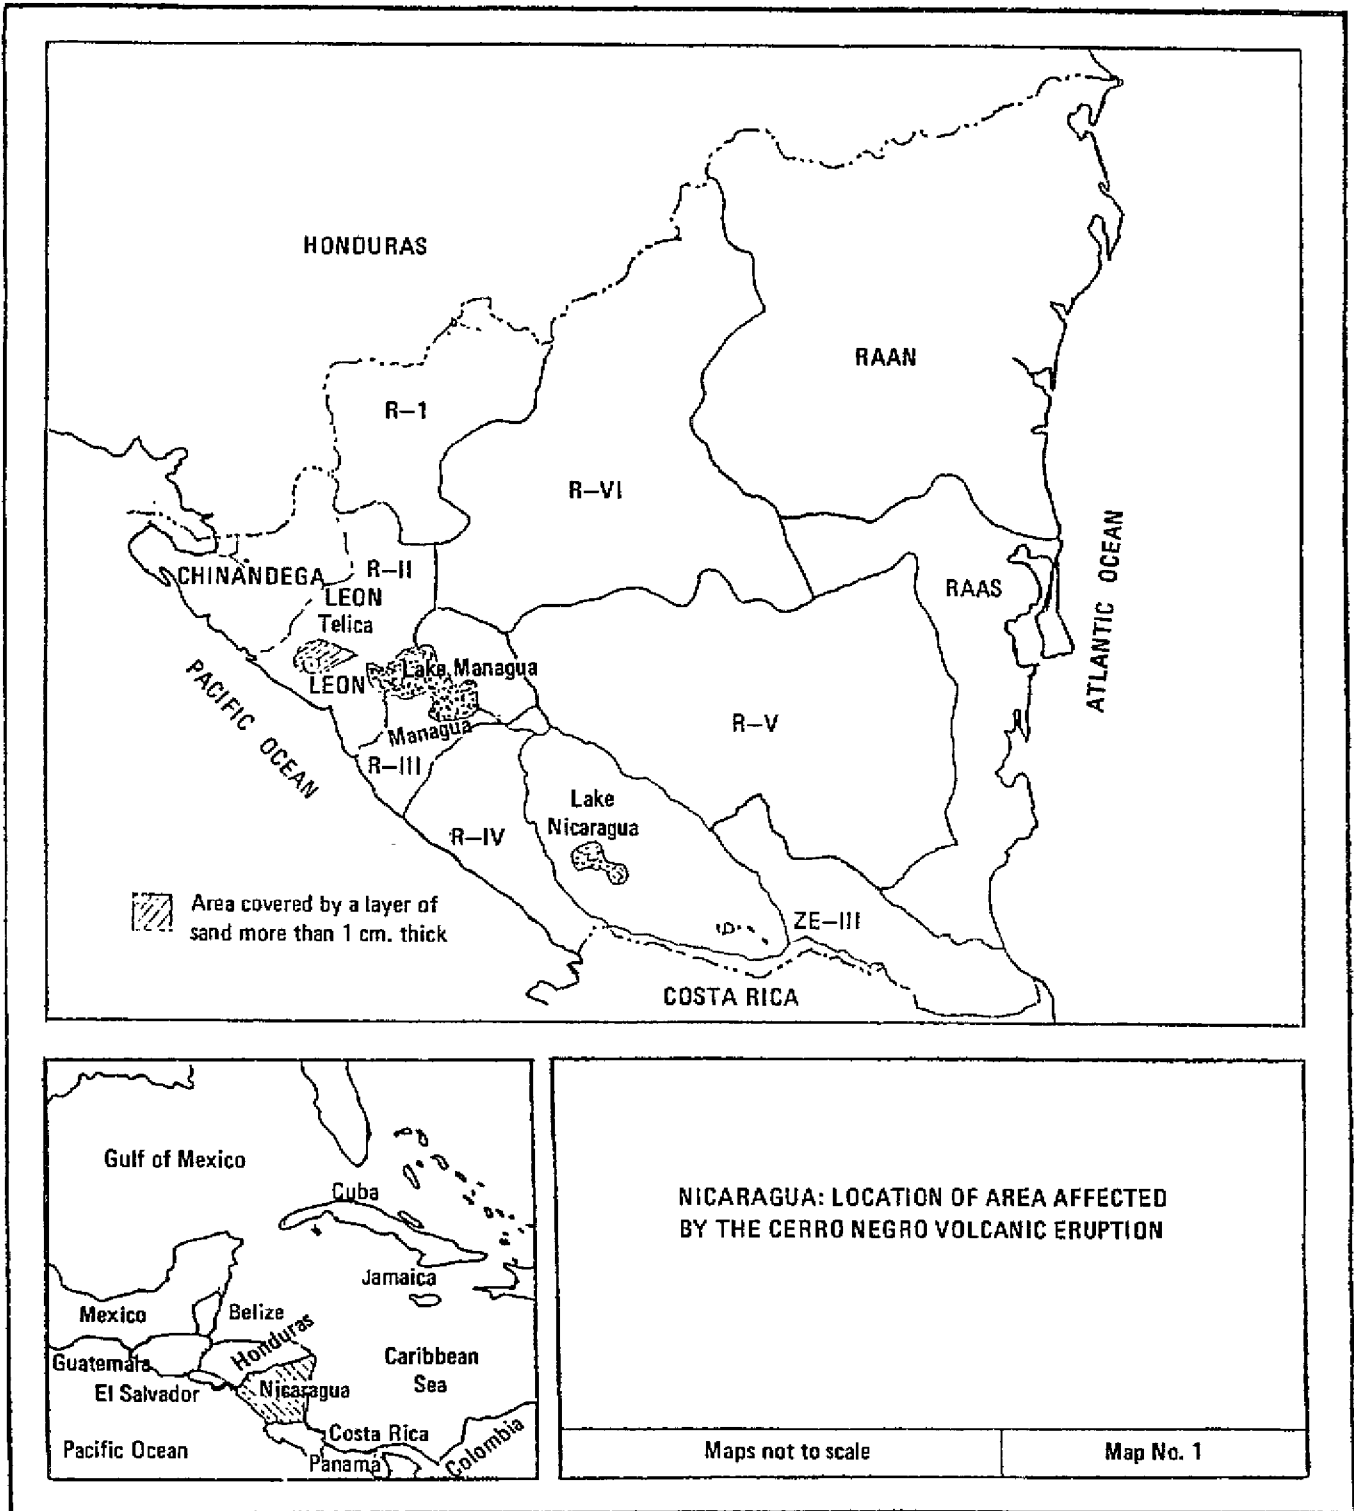 HONDURAS
RAAN
R–1
R–VI
CHINANDEGA
R–II
LEON
Telica
RAAS
ATLANTIC OCEAN
PACIFIC OCEAN
LEON
Lake Managua
Managua
R–V
R–III
Lake
Nicaragua
R–IV
Area covered by a layer of
sand more than 1 cm. thick
ZE–III
COSTA RICA
Gulf of Mexico
Cuba
Jamaica
Mexico
Belize
Honduras
Guatemala
El Salvador
Nicaragua
Caribbean
Sea
Costa Rica
Pacific Ocean
Panamá
Colombia
NICARAGUA: LOCATION OF AREA AFFECTED
BY THE CERRO NEGRO VOLCANIC ERUPTION
Maps not to scale
Map No. 1